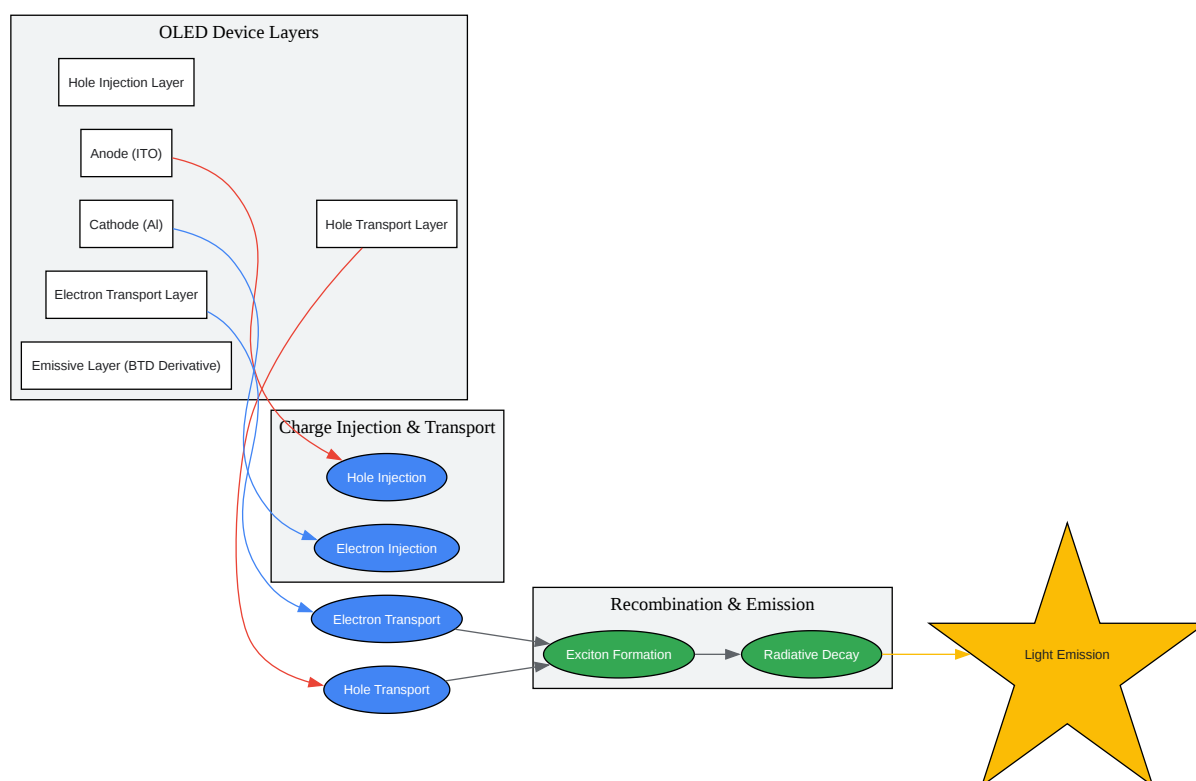 OLED Device Layers
Hole Injection Layer
Anode (ITO)
Cathode (Al)
Hole Transport Layer
Electron Transport Layer
Emissive Layer (BTD Derivative)
Charge Injection & Transport
Hole Injection
Electron Injection
Electron Transport
Hole Transport
Recombination & Emission
Exciton Formation
Radiative Decay
Light Emission